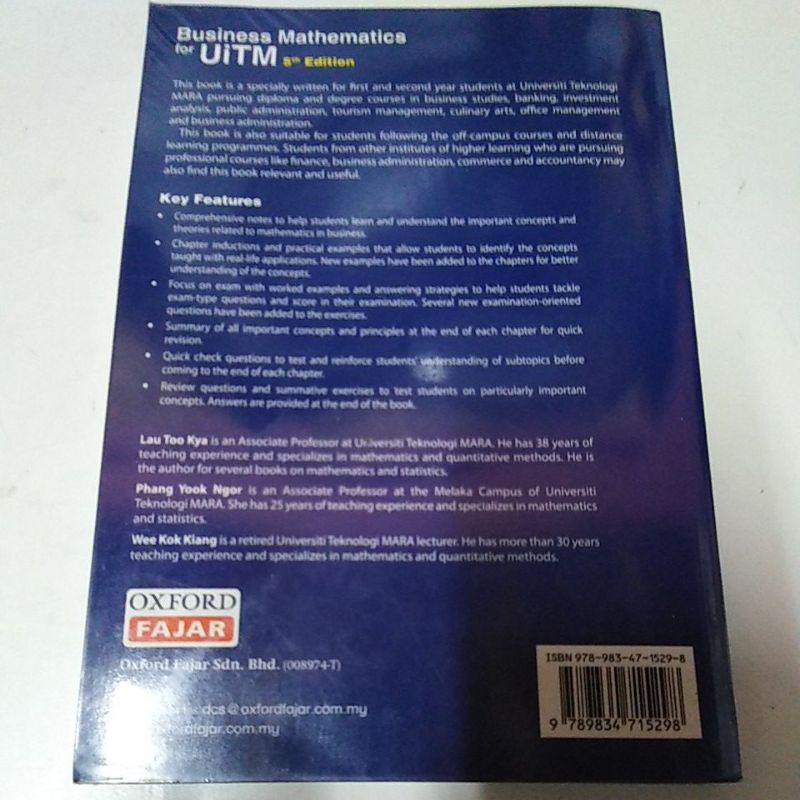 Business Mathematics
for UiTM 5th Edition
This book is a specially written for first and second year students at Universiti Teknologi
MARA pursuing diploma and degree courses in business studies, banking, investment
analysis, public administration, tourism management, culinary arts, office management
and business administration.
This book is also suitable for students following the off-campus courses and distance
learning programmes. Students from other institutes of higher learning who are pursuing
professional courses like finance, business administration, commerce and accountancy may
also find this book relevant and useful.
Key Features
• Comprehensive notes to help students learn and understand the important concepts and
theories related to mathematics in business.
• Chapter inductions and practical examples that allow students to identify the concepts
taught with real-life applications. New examples have been added to the chapters for better
understanding of the concepts.
• Focus on exam with worked examples and answering strategies to help students tackle
exam-type questions and score in their examination. Several new examination-oriented
questions have been added to the exercises.
• Summary of all important concepts and principles at the end of each chapter for quick
revision.
• Quick check questions to test and reinforce students' understanding of subtopics before
coming to the end of each chapter.
• Review questions and summative exercises to test students on particularly important
concepts. Answers are provided at the end of the book.
Lau Too Kya is an Associate Professor at Universiti Teknologi MARA. He has 38 years of
teaching experience and specializes in mathematics and quantitative methods. He is
the author for several books on mathematics and statistics.
Phang Yook Ngor is an Associate Professor at the Melaka Campus of Universiti
Teknologi MARA. She has 25 years of teaching experience and specializes in mathematics
and statistics.
Wee Kok Kiang is a retired Universiti Teknologi MARA lecturer. He has more than 30 years
teaching experience and specializes in mathematics and quantitative methods.
OXFORD
FAJAR
Oxford Fajar Sdn. Bhd. (008974-T)
dcs@oxfordfajar.com.my
oxfordfajar.com.my
ISBN 978-983-47-1529-8
9 789834 715298